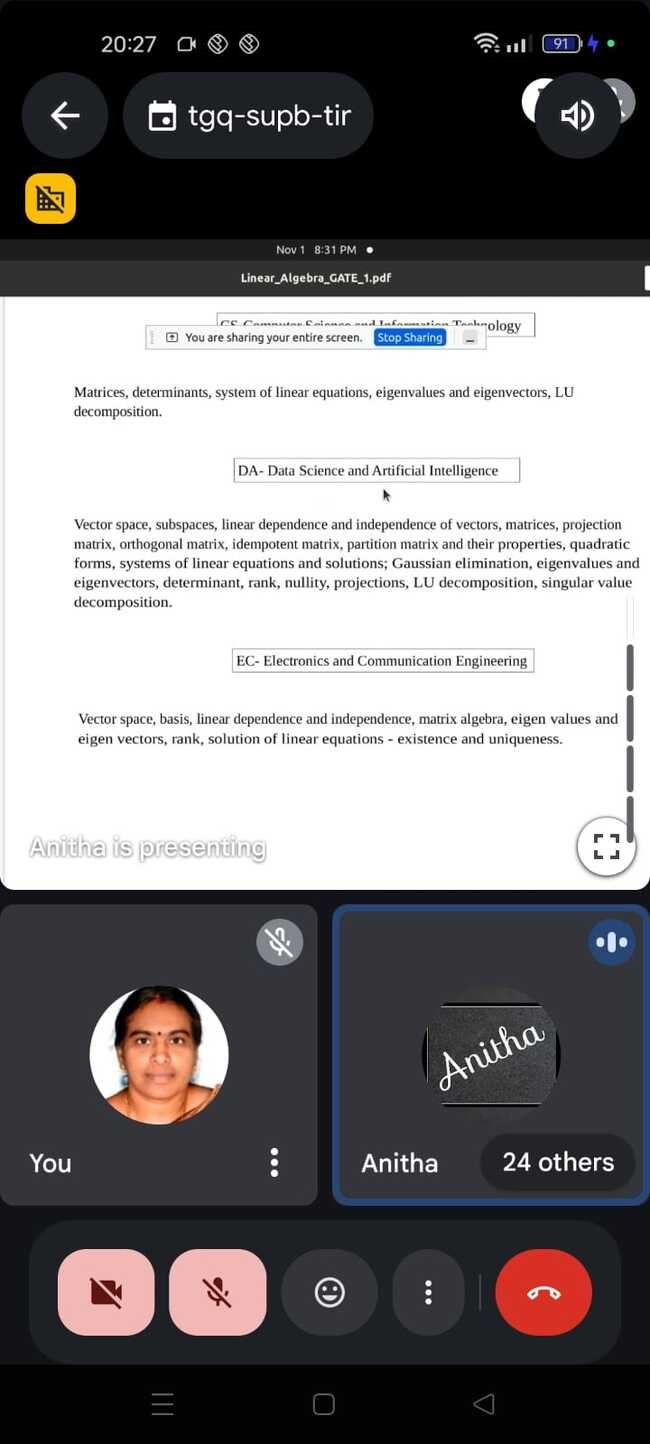 20:27
91
tgq-supb-tir
Nov 1 8:31 PM
Linear_Algebra_GATE_1.pdf
CS-Computer Science and Information Technology
You are sharing your entire screen. Stop Sharing
Matrices, determinants, system of linear equations, eigenvalues and eigenvectors, LU
decomposition.
DA- Data Science and Artificial Intelligence
Vector space, subspaces, linear dependence and independence of vectors, matrices, projection
matrix, orthogonal matrix, idempotent matrix, partition matrix and their properties, quadratic
forms, systems of linear equations and solutions; Gaussian elimination, eigenvalues and
eigenvectors, determinant, rank, nullity, projections, LU decomposition, singular value
decomposition.
EC- Electronics and Communication Engineering
Vector space, basis, linear dependence and independence, matrix algebra, eigen values and
eigen vectors, rank, solution of linear equations - existence and uniqueness.
Anitha is presenting
Anitha
You
Anitha
24 others